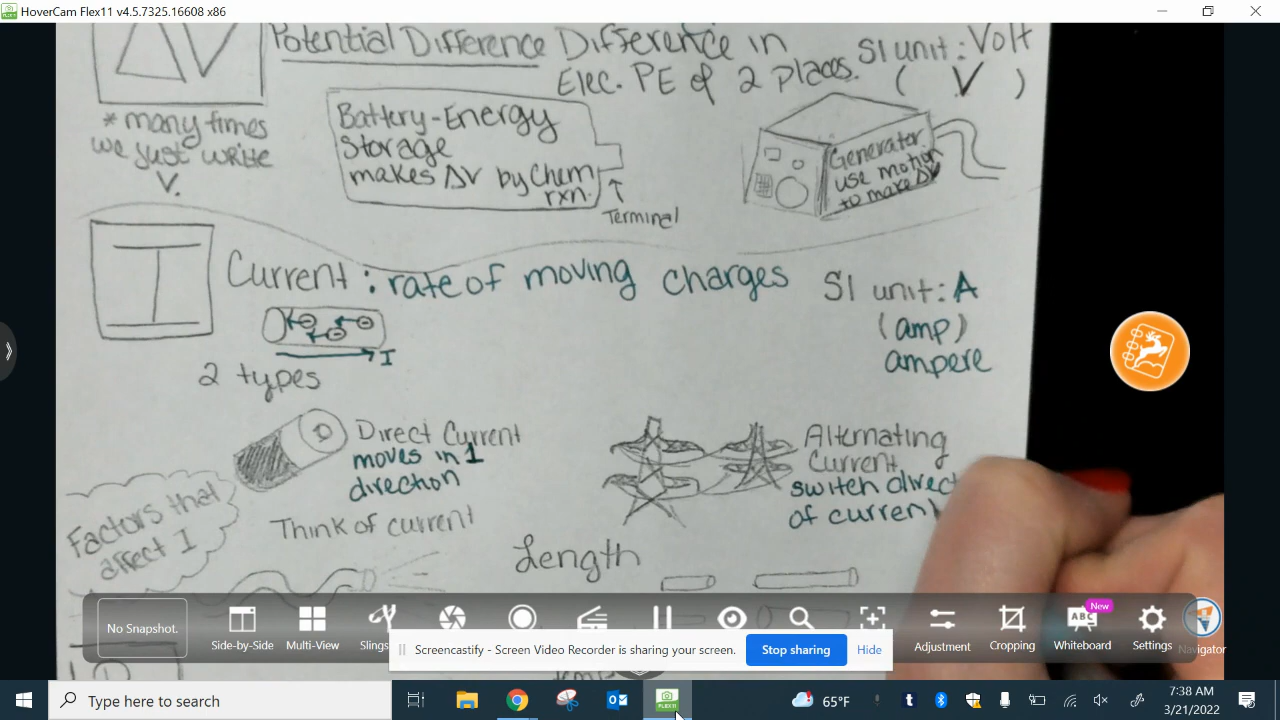 HoverCam Flex11 v4.5.7325.16608 x86
ΔV
Potential Difference Difference in
Elec. PE of 2 places.
SI unit: Volt
( V )
* many times
we just write
V.
Battery-Energy
Storage
makes ΔV by Chem
rxn.
Terminal
Generator
use motion
to make ΔV
I
Current: rate of moving charges
SI unit: A
(amp)
ampere
I
2 types
Direct Current
moves in 1
direction
Alternating
Current
switch direct
of current
Factors that
affect I
Think of current
Length
No Snapshot.
Side-by-Side
Multi-View
Slings
Adjustment
Cropping
New
ABC
Whiteboard
Settings
Navigator
Screencastify - Screen Video Recorder is sharing your screen.
Stop sharing
Hide
Type here to search
FLEX11
65°F
7:38 AM
3/21/2022